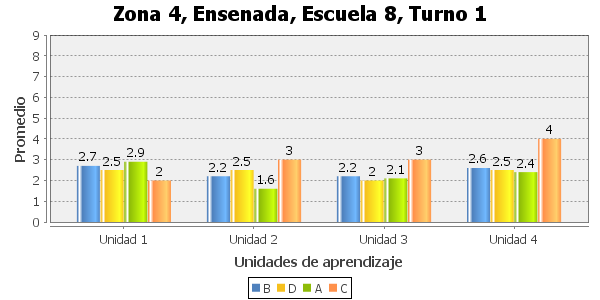 Zona 4, Ensenada, Escuela 8, Turno 1
Promedio
9
8
7
6
5
4
3
2
1
0
2.7 2.5 2.9 2
2.2 2.5 1.6 3
2.2 2 2.1 3
2.6 2.5 2.4 4
Unidad 1 Unidad 2 Unidad 3 Unidad 4
Unidades de aprendizaje
B D A C